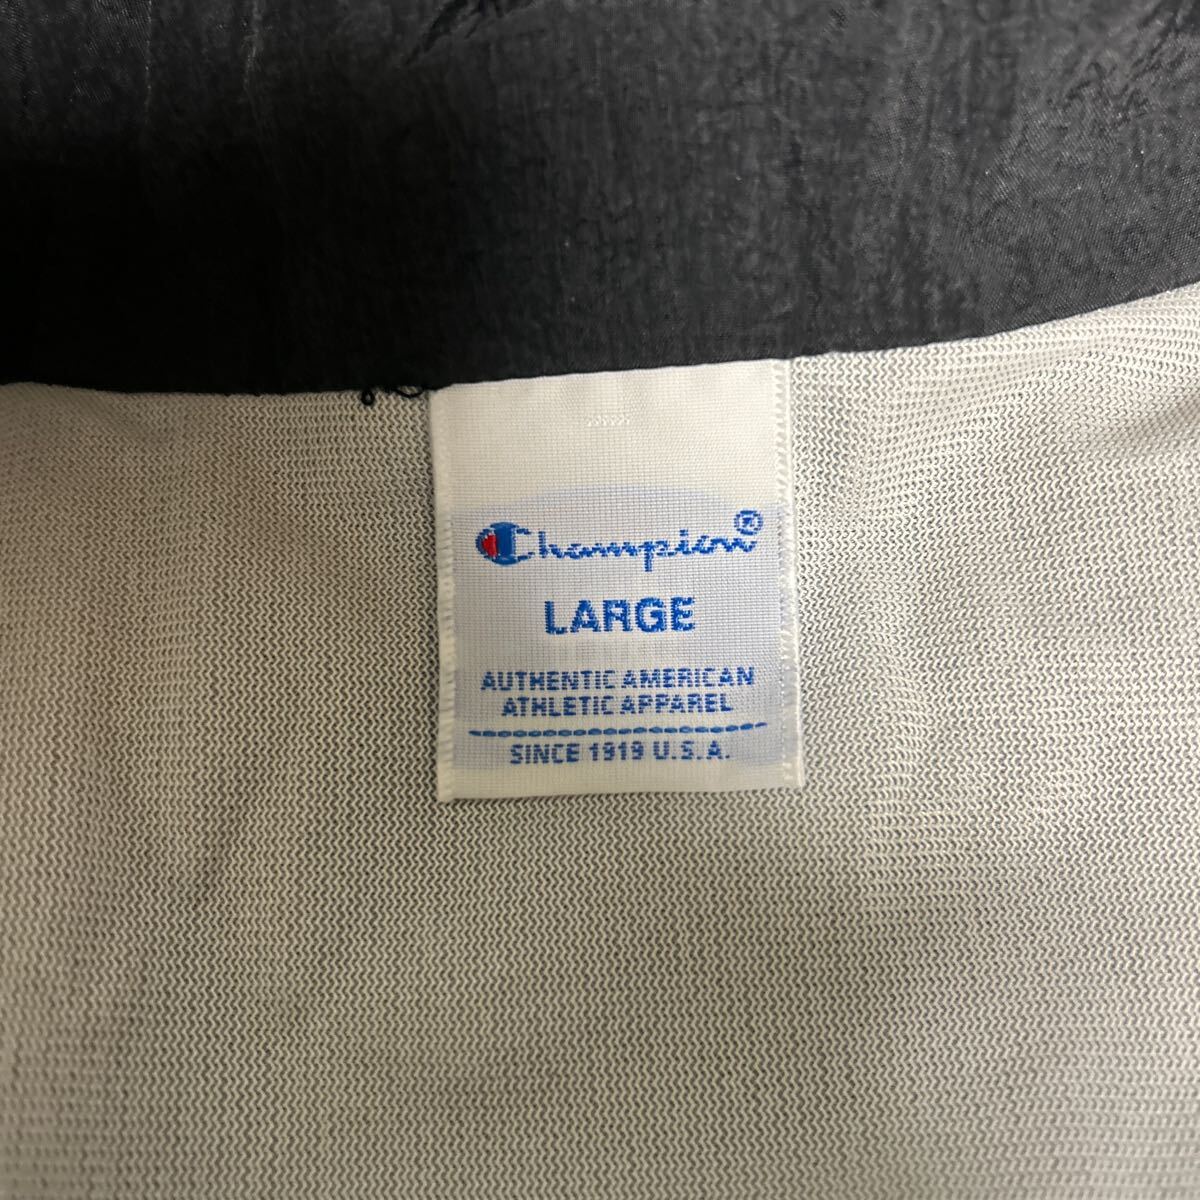 Champion®
LARGE
AUTHENTIC AMERICAN
ATHLETIC APPAREL
SINCE 1919 U.S.A.